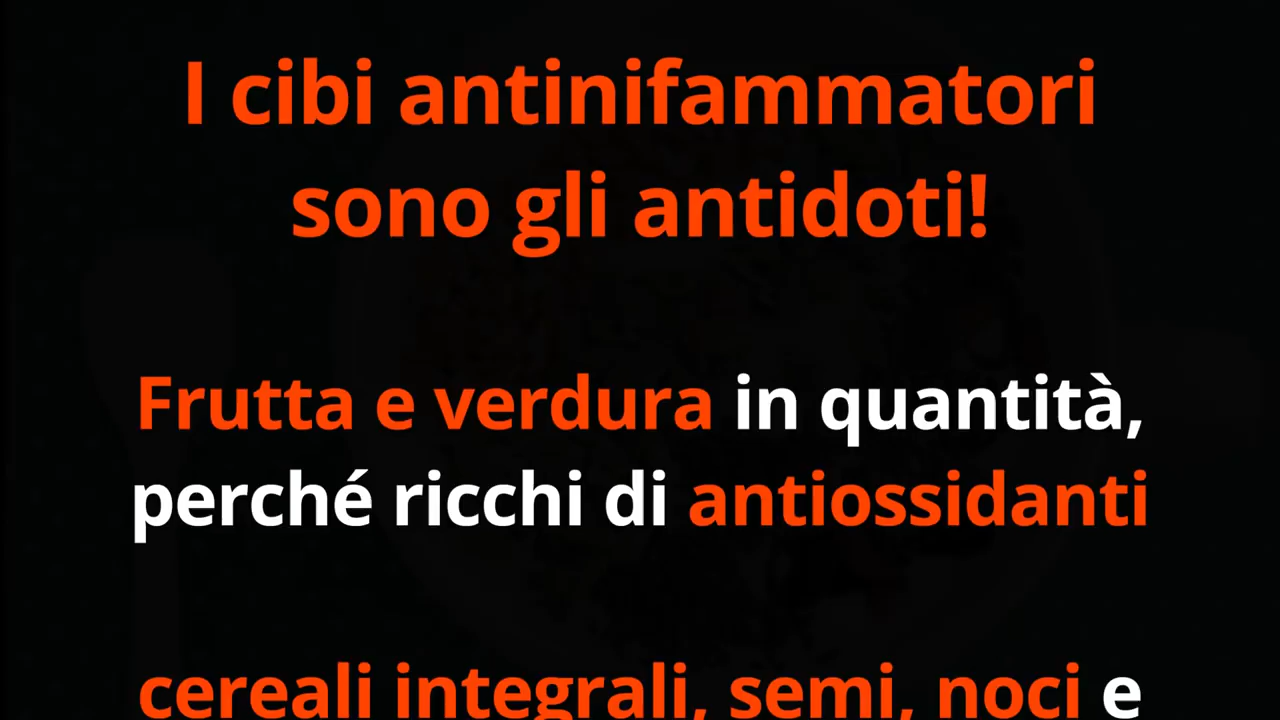 I cibi antinifammatori
sono gli antidoti!
Frutta e verdura in quantità,
perché ricchi di antiossidanti
cereali integrali, semi, noci e